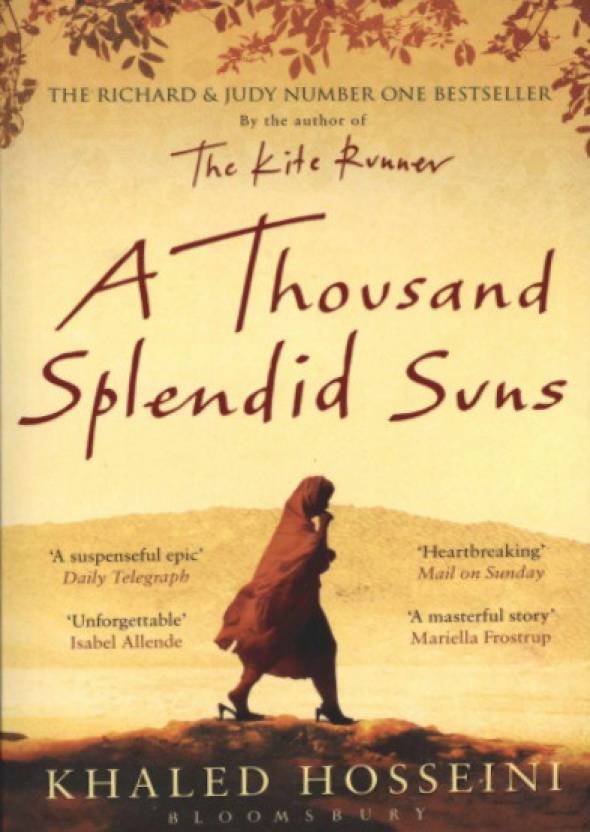 THE RICHARD & JUDY NUMBER ONE BESTSELLER
By the author of
The Kite Runner
A Thousand
Splendid Suns
'A suspenseful epic'
Daily Telegraph
'Heartbreaking'
Mail on Sunday
'Unforgettable'
Isabel Allende
'A masterful story'
Mariella Frostrup
KHALED HOSSEINI
BLOOMSBURY